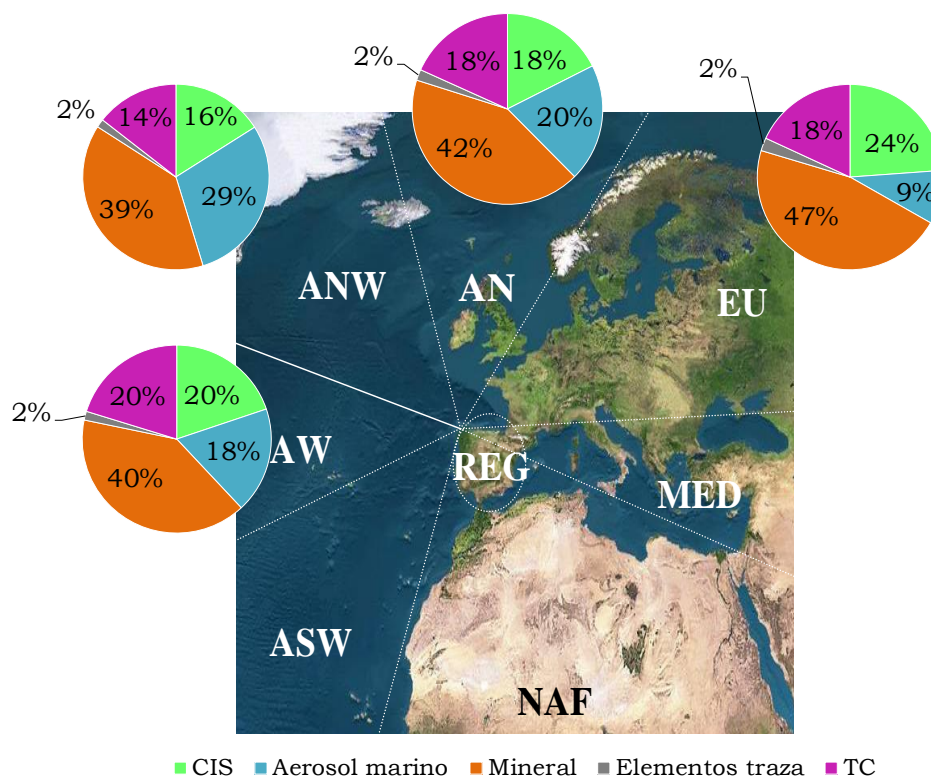 2%
18%
18%
20%
42%
2%
14%
16%
29%
39%
2%
18%
24%
9%
47%
ANW
AN
EU
2%
20%
20%
18%
40%
AW
REG
MED
ASW
NAF
CIS Aerosol marino Mineral Elementos traza TC